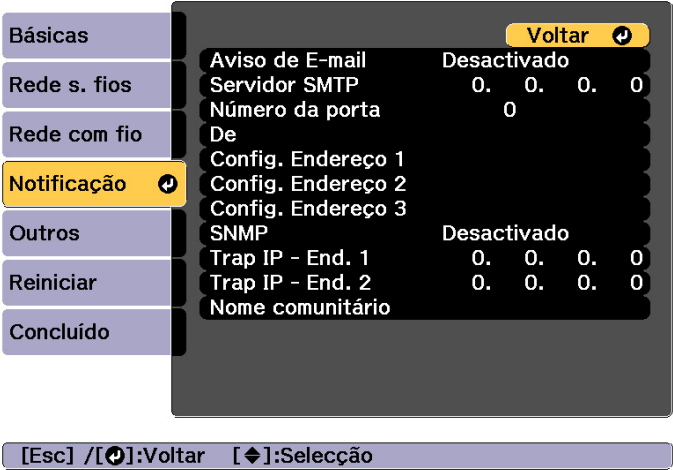 Básicas
Rede s. fios
Rede com fio
Notificação
Outros
Reiniciar
Concluído
Voltar
Aviso de E-mail Desactivado
Servidor SMTP 0. 0. 0. 0
Número da porta 0
De
Config. Endereço 1
Config. Endereço 2
Config. Endereço 3
SNMP Desactivado
Trap IP - End. 1 0. 0. 0. 0
Trap IP - End. 2 0. 0. 0. 0
Nome comunitário
[Esc] /[⏎]:Voltar [◆]:Selecção